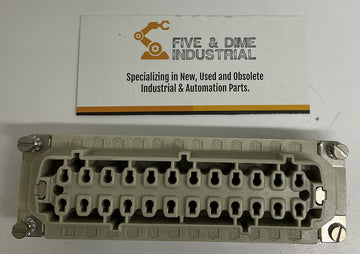 FIVE & DIME
INDUSTRIAL
Specializing in New, Used and Obsolete
Industrial & Automation Parts.